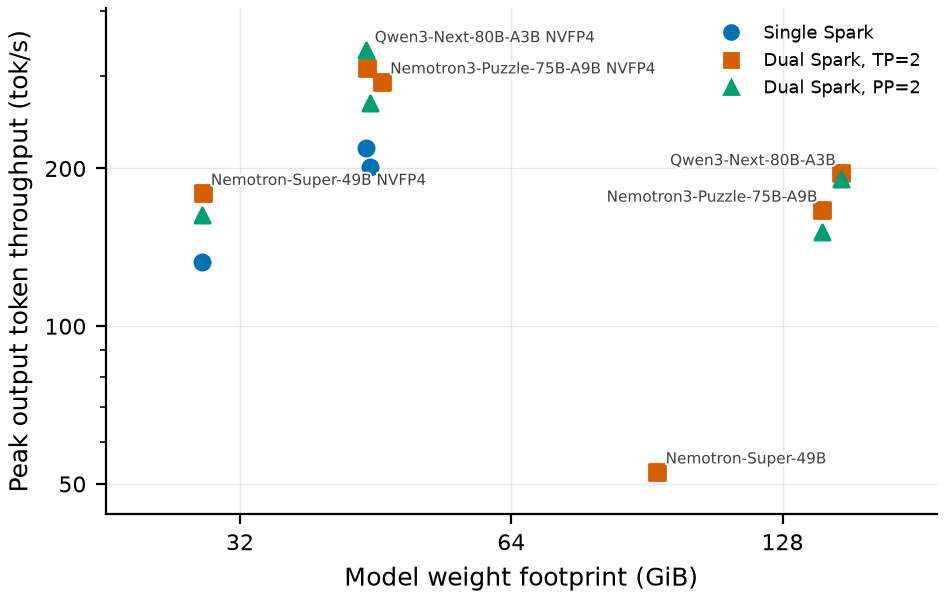 Peak output token throughput (tok/s)
200
100
50
Qwen3-Next-80B-A3B NVFP4
Nemotron3-Puzzle-75B-A9B NVFP4
Nemotron-Super-49B NVFP4
Qwen3-Next-80B-A3B
Nemotron3-Puzzle-75B-A9B
Nemotron-Super-49B
Single Spark
Dual Spark, TP=2
Dual Spark, PP=2
32
64
128
Model weight footprint (GiB)